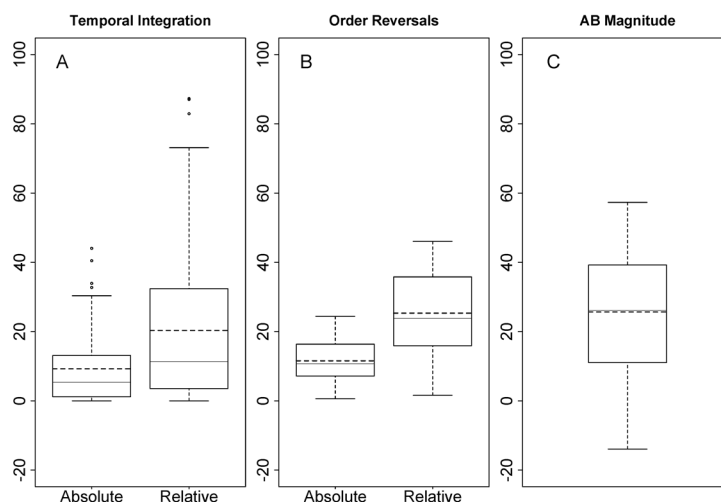 Temporal Integration
A
100
80
60
40
20
0
-20
Absolute Relative
Order Reversals
B
100
80
60
40
20
0
-20
Absolute Relative
AB Magnitude
C
100
80
60
40
20
0
-20